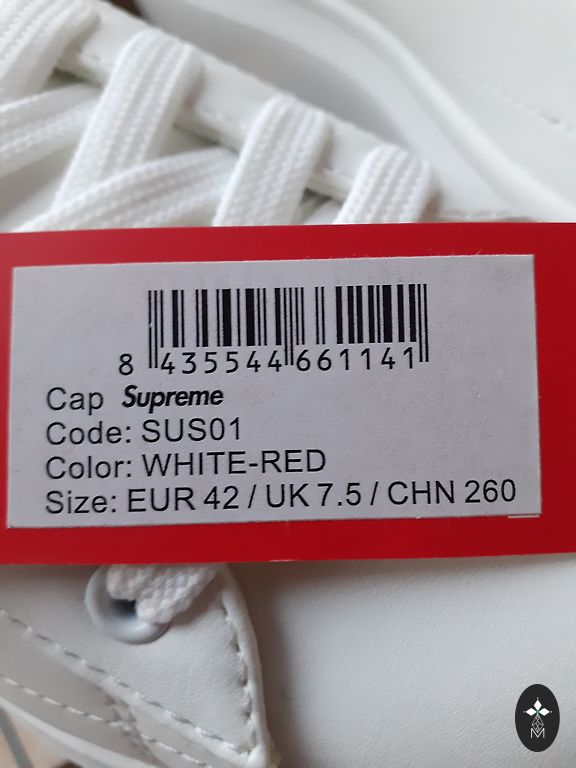 8 435544 661141
Cap Supreme
Code: SUS01
Color: WHITE-RED
Size: EUR 42 / UK 7.5 / CHN 260
M